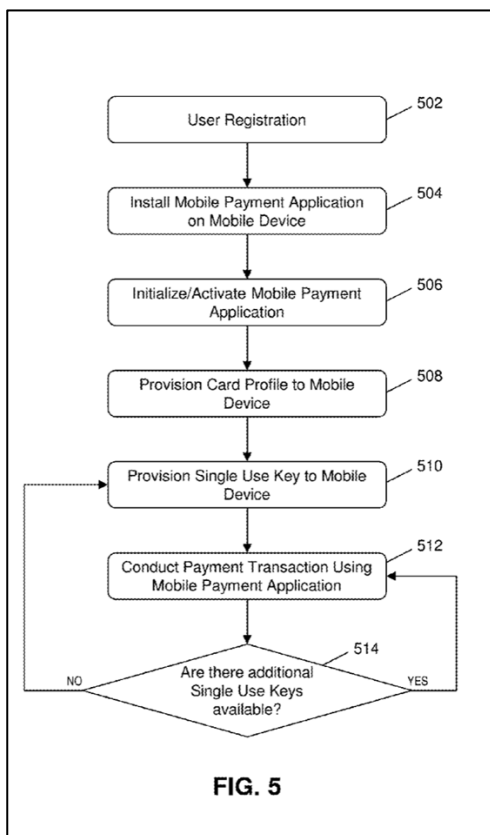 502
User Registration
504
Install Mobile Payment Application
on Mobile Device
506
Initialize/Activate Mobile Payment
Application
508
Provision Card Profile to Mobile
Device
510
Provision Single Use Key to Mobile
Device
512
Conduct Payment Transaction Using
Mobile Payment Application
514
Are there additional
Single Use Keys
available?
NO
YES
FIG. 5